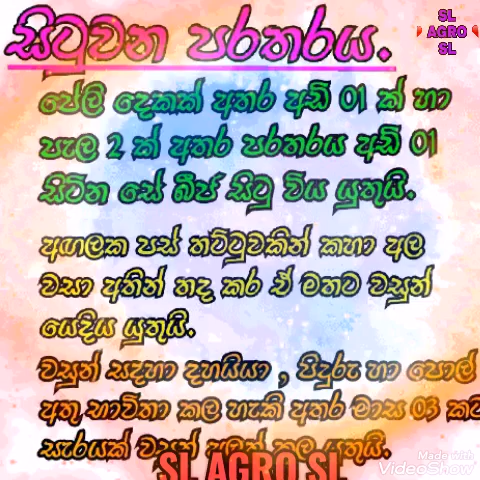 සිටුවන පරතරය.
SL
AGRO
SL
පේලි දෙකක් අතර අඩි 01 ක් හා
පැල 2 ක් අතර පරතරය අඩි 01
සිටින සේ බීජ සිටු විය යුතුයි.
අඟලක පස් තට්ටුවකින් කහා අල
වසා අතින් තද කර ඒ මතට වසුන්
යෙදිය යුතුයි.
වසුන් සදහා දහයියා , පිදුරු හා පොල්
අතු භාවිතා කල හැකි අතර මාස 03 කට
සැරයක් වසුන් අලුත් කල යුතුයි.
SL AGRO SL
Made with
VideoShow